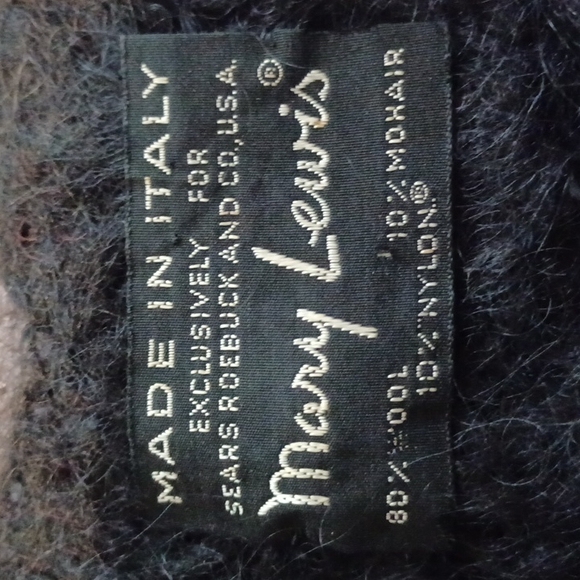 MADE IN ITALY
EXCLUSIVELY FOR
SEARS ROEBUCK AND CO., U.S.A.
Mary Lewis®
80% WOOL 10% MOHAIR
10% NYLON®